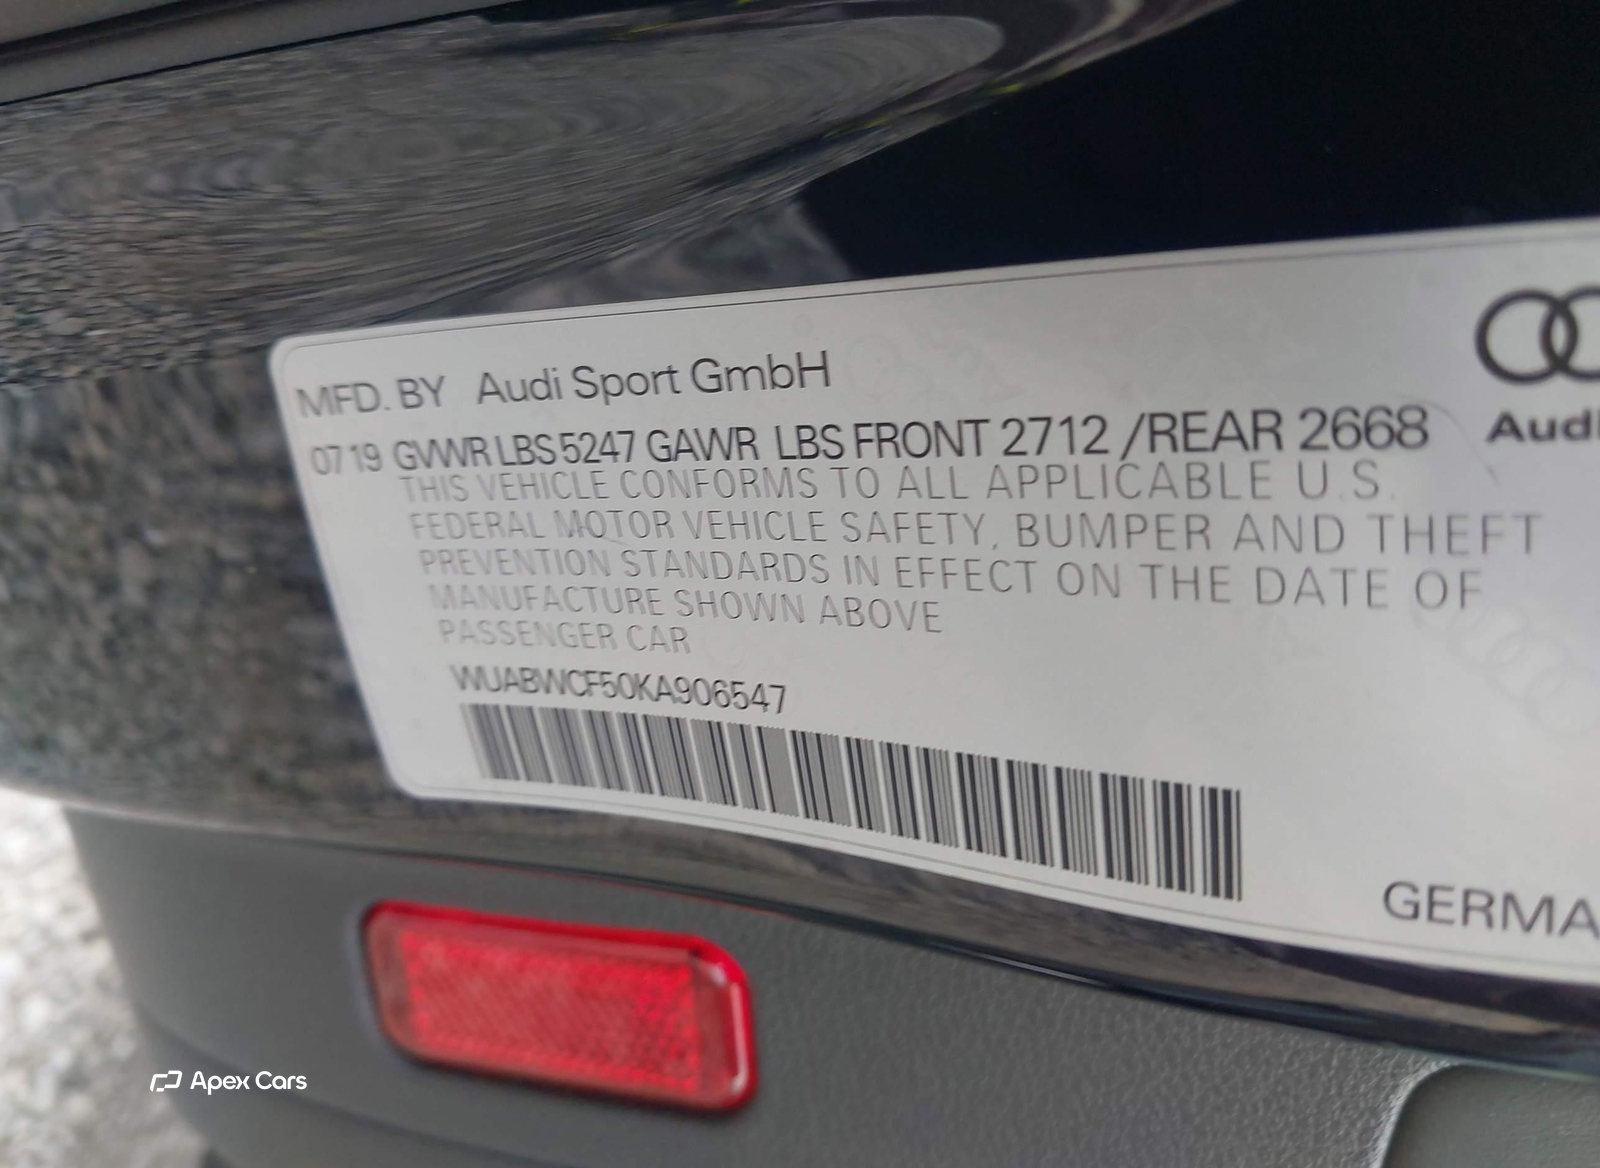 MFD. BY Audi Sport GmbH
07 19 GVWR LBS 5247 GAWR LBS FRONT 2712 /REAR 2668
THIS VEHICLE CONFORMS TO ALL APPLICABLE U.S.
FEDERAL MOTOR VEHICLE SAFETY, BUMPER AND THEFT
PREVENTION STANDARDS IN EFFECT ON THE DATE OF
MANUFACTURE SHOWN ABOVE
PASSENGER CAR
WUABWCF50KA906547
Audi
GERMA
Apex Cars